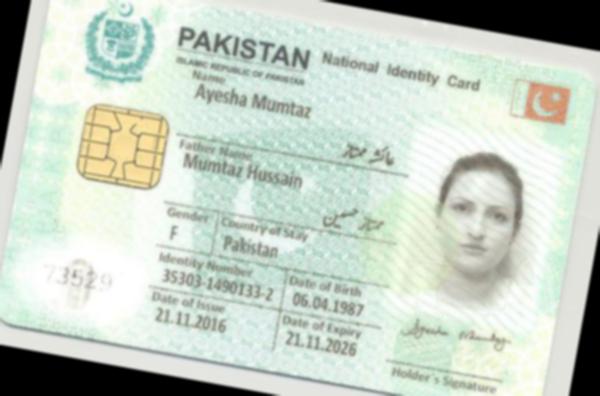 PAKISTAN National Identity Card
ISLAMIC REPUBLIC OF PAKISTAN
Name
Ayesha Mumtaz
عائشہ ممتاز
Father Name
Mumtaz Hussain
ممتاز حسین
Gender Country of Stay
F Pakistan
Identity Number Date of Birth
35303-1490133-2 06.04.1987
Date of Issue Date of Expiry
21.11.2016 21.11.2026
73529
Holder's Signature